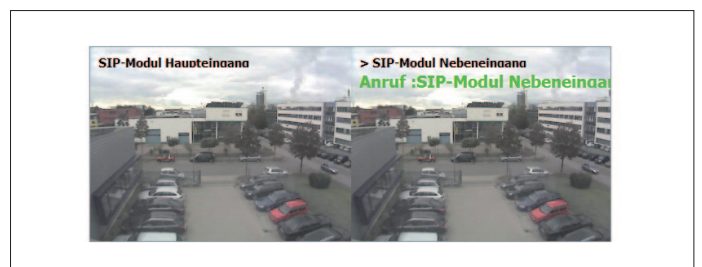 SIP-Modul Haupteingang
> SIP-Modul Nebeneingang
Anruf :SIP-Modul Nebeneingan